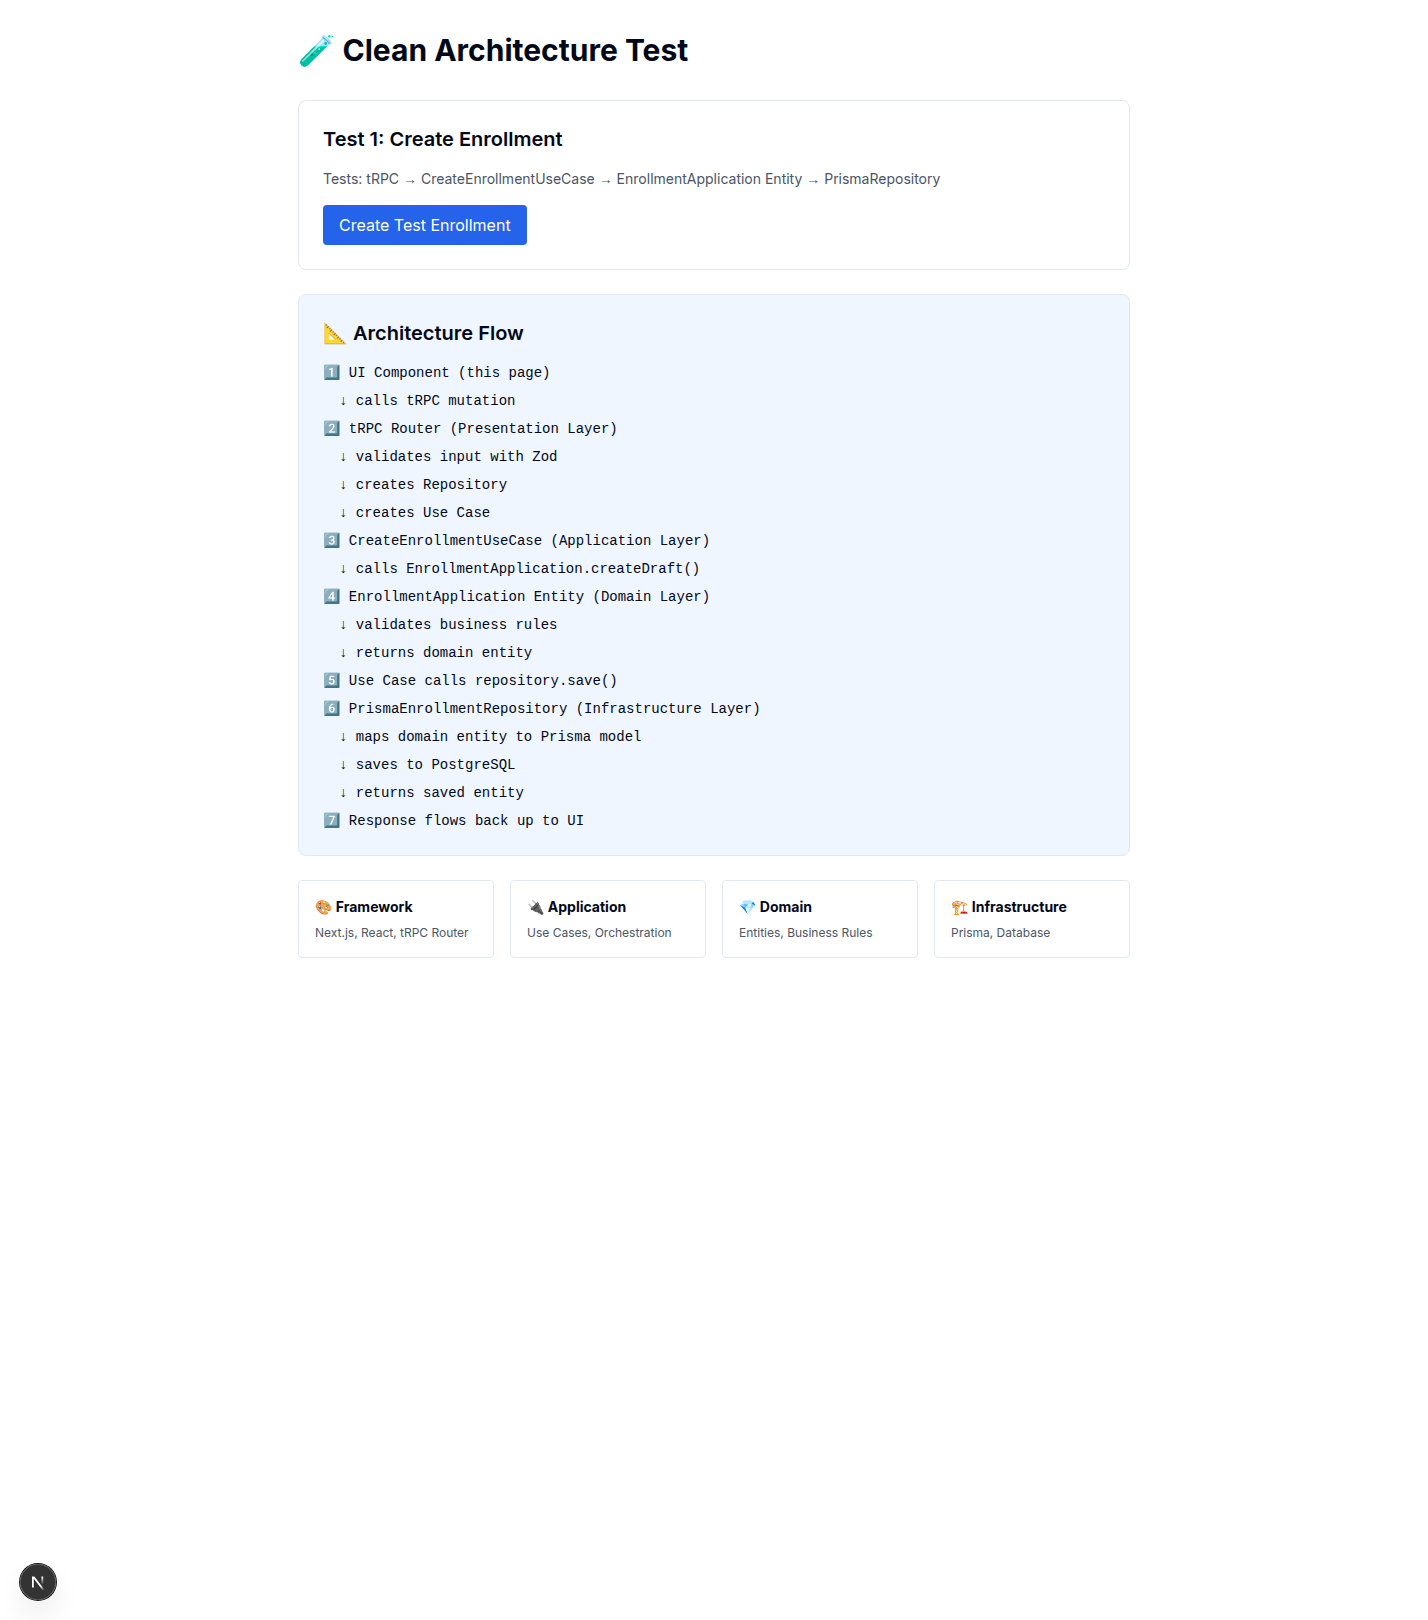 🧪 Clean Architecture Test
Test 1: Create Enrollment
Tests: tRPC → CreateEnrollmentUseCase → EnrollmentApplication Entity → PrismaRepository
Create Test Enrollment
📐 Architecture Flow
1️⃣ UI Component (this page)
↓ calls tRPC mutation
2️⃣ tRPC Router (Presentation Layer)
↓ validates input with Zod
↓ creates Repository
↓ creates Use Case
3️⃣ CreateEnrollmentUseCase (Application Layer)
↓ calls EnrollmentApplication.createDraft()
4️⃣ EnrollmentApplication Entity (Domain Layer)
↓ validates business rules
↓ returns domain entity
5️⃣ Use Case calls repository.save()
6️⃣ PrismaEnrollmentRepository (Infrastructure Layer)
↓ maps domain entity to Prisma model
↓ saves to PostgreSQL
↓ returns saved entity
7️⃣ Response flows back up to UI
🎨 Framework
Next.js, React, tRPC Router
🔌 Application
Use Cases, Orchestration
💎 Domain
Entities, Business Rules
🏗️ Infrastructure
Prisma, Database
N